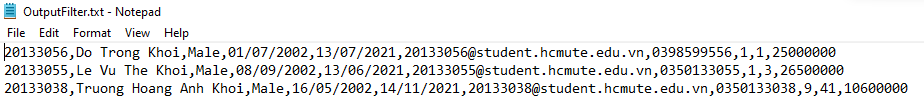 OutputFilter.txt - Notepad
File Edit Format View Help
20133056,Do Trong Khoi,Male,01/07/2002,13/07/2021,20133056@student.hcmute.edu.vn,0398599556,1,1,25000000
20133055,Le Vu The Khoi,Male,08/09/2002,13/06/2021,20133055@student.hcmute.edu.vn,0350133055,1,3,26500000
20133038,Truong Hoang Anh Khoi,Male,16/05/2002,14/11/2021,20133038@student.hcmute.edu.vn,0350133038,9,41,10600000